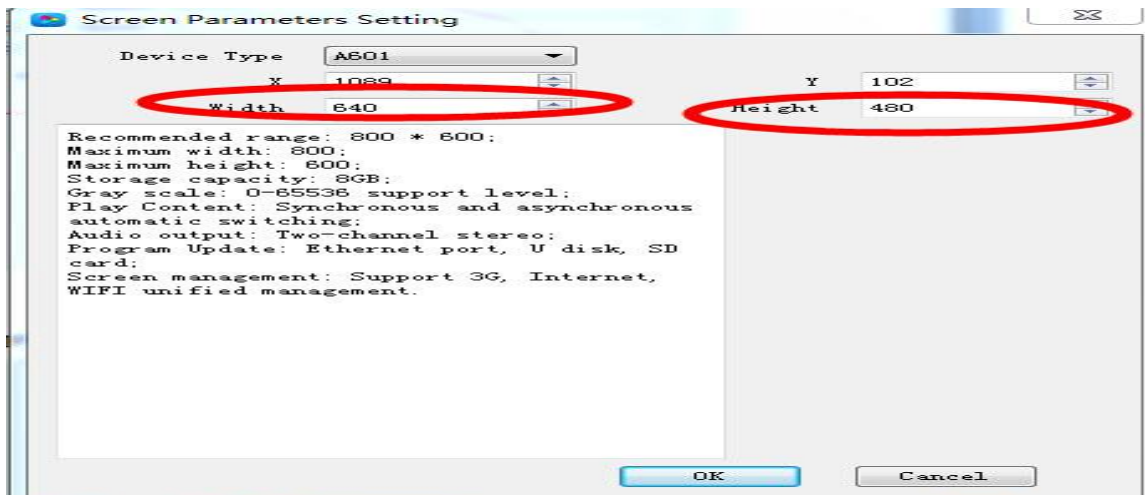 Screen Parameters Setting
Device Type A601
X 1089 Y 102
Width 640 Height 480
Recommended range: 800 * 600;
Maximum width: 800;
Maximum height: 600;
Storage capacity: 8GB;
Gray scale: 0-65536 support level;
Play Content: Synchronous and asynchronous
automatic switching;
Audio output: Two-channel stereo;
Program Update: Ethernet port, U disk, SD
card;
Screen management: Support 3G, Internet,
WIFI unified management.
OK Cancel